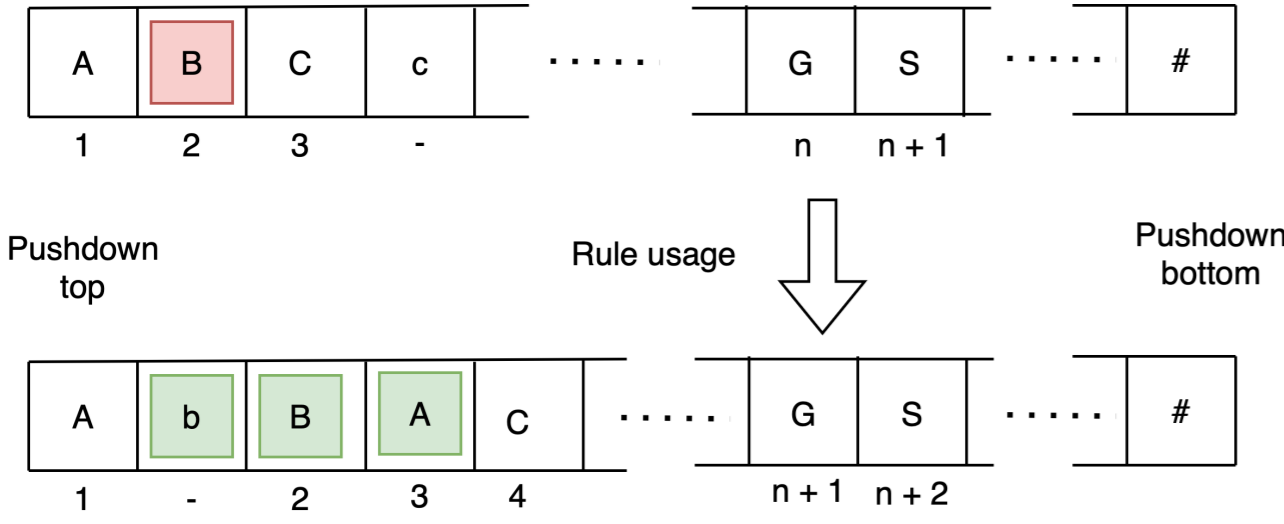 A B C c ····· G S ····· #
1 2 3 - n n + 1
Pushdown top
Rule usage
Pushdown bottom
A b B A C ····· G S ····· #
1 - 2 3 4 n + 1 n + 2